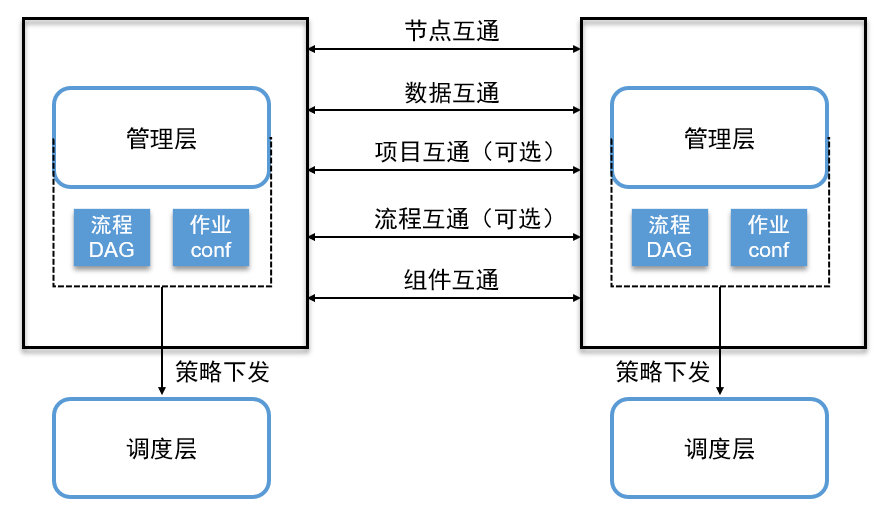 节点互通
数据互通
项目互通（可选）
流程互通（可选）
组件互通
管理层
流程
DAG
作业
conf
策略下发
调度层
管理层
流程
DAG
作业
conf
策略下发
调度层